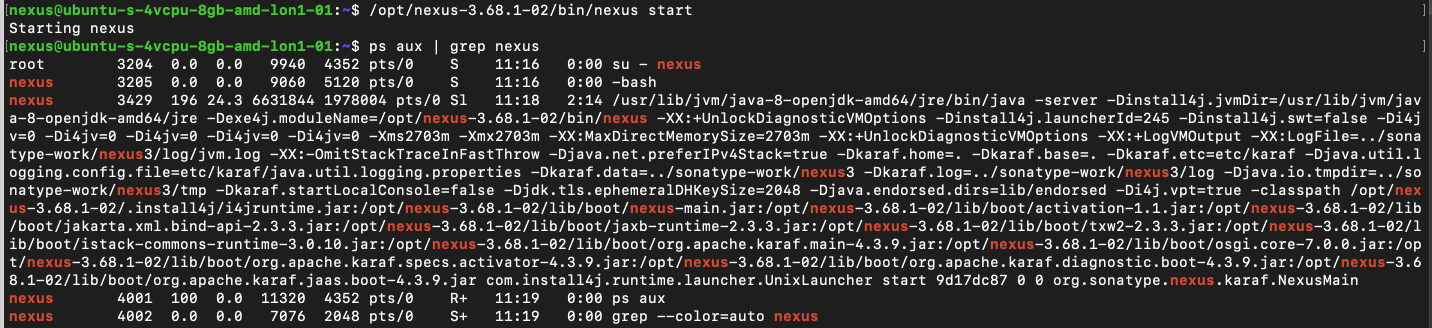 [nexus@ubuntu-s-4vcpu-8gb-amd-lon1-01:~$ /opt/nexus-3.68.1-02/bin/nexus start ]
Starting nexus
[nexus@ubuntu-s-4vcpu-8gb-amd-lon1-01:~$ ps aux | grep nexus ]
root        3204  0.0  0.0   9940  4352 pts/0    S    11:16   0:00 su - nexus
nexus       3205  0.0  0.0   9060  5120 pts/0    S    11:16   0:00 -bash
nexus       3429  196 24.3 6631844 1978004 pts/0 Sl   11:18   2:14 /usr/lib/jvm/java-8-openjdk-amd64/jre/bin/java -server -Dinstall4j.jvmDir=/usr/lib/jvm/jav
a-8-openjdk-amd64/jre -Dexe4j.moduleName=/opt/nexus-3.68.1-02/bin/nexus -XX:+UnlockDiagnosticVMOptions -Dinstall4j.launcherId=245 -Dinstall4j.swt=false -Di4j
v=0 -Di4jv=0 -Di4jv=0 -Di4jv=0 -Di4jv=0 -Xms2703m -Xmx2703m -XX:MaxDirectMemorySize=2703m -XX:+UnlockDiagnosticVMOptions -XX:+LogVMOutput -XX:LogFile=../sona
type-work/nexus3/log/jvm.log -XX:-OmitStackTraceInFastThrow -Djava.net.preferIPv4Stack=true -Dkaraf.home=. -Dkaraf.base=. -Dkaraf.etc=etc/karaf -Djava.util.l
ogging.config.file=etc/karaf/java.util.logging.properties -Dkaraf.data=../sonatype-work/nexus3 -Dkaraf.log=../sonatype-work/nexus3/log -Djava.io.tmpdir=../so
natype-work/nexus3/tmp -Dkaraf.startLocalConsole=false -Djdk.tls.ephemeralDHKeySize=2048 -Djava.endorsed.dirs=lib/endorsed -Di4j.vpt=true -classpath /opt/nex
us-3.68.1-02/.install4j/i4jruntime.jar:/opt/nexus-3.68.1-02/lib/boot/nexus-main.jar:/opt/nexus-3.68.1-02/lib/boot/activation-1.1.jar:/opt/nexus-3.68.1-02/lib
/boot/jakarta.xml.bind-api-2.3.3.jar:/opt/nexus-3.68.1-02/lib/boot/jaxb-runtime-2.3.3.jar:/opt/nexus-3.68.1-02/lib/boot/txw2-2.3.3.jar:/opt/nexus-3.68.1-02/l
ib/boot/istack-commons-runtime-3.0.10.jar:/opt/nexus-3.68.1-02/lib/boot/org.apache.karaf.main-4.3.9.jar:/opt/nexus-3.68.1-02/lib/boot/osgi.core-7.0.0.jar:/op
t/nexus-3.68.1-02/lib/boot/org.apache.karaf.specs.activator-4.3.9.jar:/opt/nexus-3.68.1-02/lib/boot/org.apache.karaf.diagnostic.boot-4.3.9.jar:/opt/nexus-3.6
8.1-02/lib/boot/org.apache.karaf.jaas.boot-4.3.9.jar com.install4j.runtime.launcher.UnixLauncher start 9d17dc87 0 0 org.sonatype.nexus.karaf.NexusMain
nexus       4001  100  0.0  11320  4352 pts/0    R+   11:19   0:00 ps aux
nexus       4002  0.0  0.0   7076  2048 pts/0    S+   11:19   0:00 grep --color=auto nexus